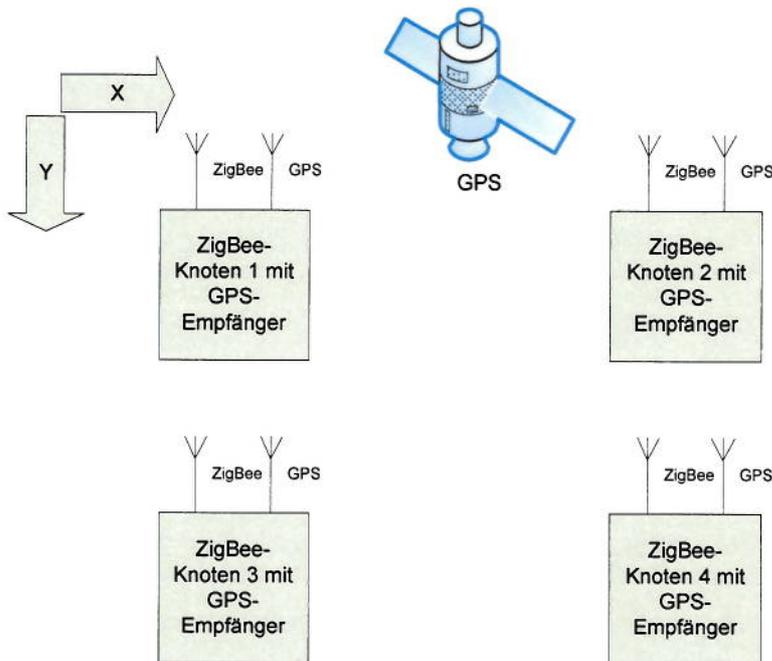 X
Y
GPS
ZigBee GPS
ZigBee-
Knoten 1 mit
GPS-
Empfänger
ZigBee GPS
ZigBee-
Knoten 2 mit
GPS-
Empfänger
ZigBee GPS
ZigBee-
Knoten 3 mit
GPS-
Empfänger
ZigBee GPS
ZigBee-
Knoten 4 mit
GPS-
Empfänger